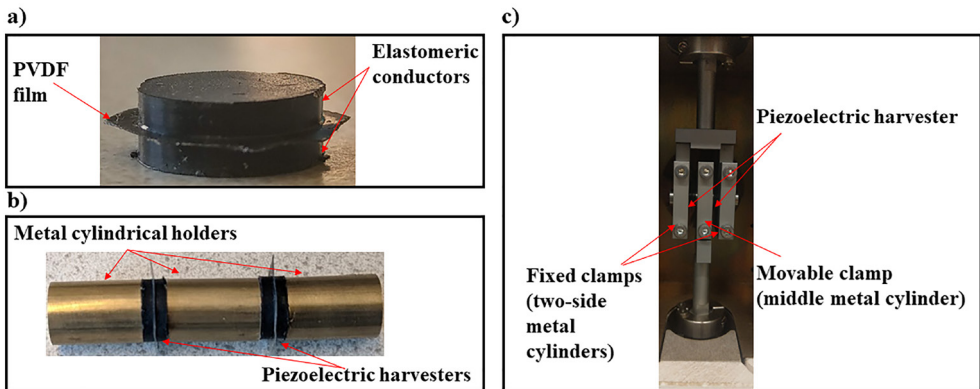 a)
PVDF
film
Elastomeric
conductors
b)
Metal cylindrical holders
Piezoelectric harvesters
c)
Piezoelectric harvester
Fixed clamps
(two-side
metal
cylinders)
Movable clamp
(middle metal cylinder)